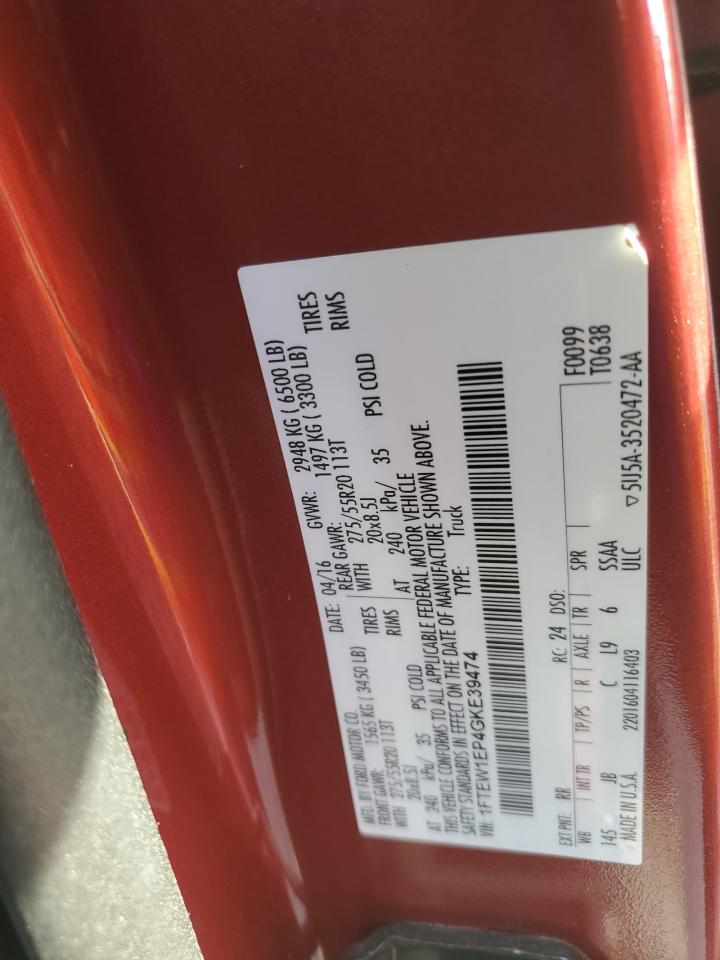 MFD. BY FORD MOTOR CO.
DATE: 04/16 GVWR: 2948 KG ( 6500 LB)
FRONT GAWR: 1565 KG ( 3450 LB) REAR GAWR: 1497 KG ( 3300 LB)
WITH 275/55R20 113T TIRES WITH 275/55R20 113T TIRES
20x8.5J RIMS 20x8.5J RIMS
AT 240 kPa/ 35 PSI COLD AT 240 kPa/ 35 PSI COLD
THIS VEHICLE CONFORMS TO ALL APPLICABLE FEDERAL MOTOR VEHICLE
SAFETY STANDARDS IN EFFECT ON THE DATE OF MANUFACTURE SHOWN ABOVE.
VIN: 1FTEW1EP4GKE39474 TYPE: Truck
EXT PNT: RR RC: 24 DSO: F0099
WB INT TR TP/PS R AXLE TR SPR T0638
145 JB C L9 6 SSAA
MADE IN U.S.A. 2201604116403 ULC ▽5U5A-3520472-AA